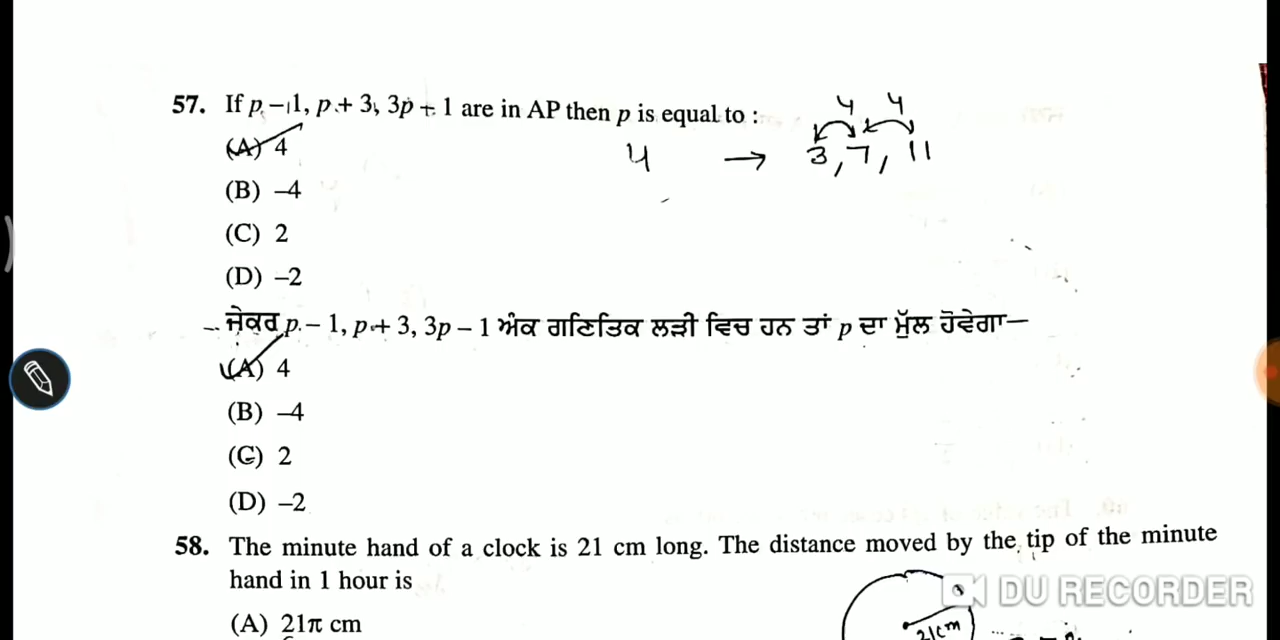 57. If p – 1, p + 3, 3p – 1 are in AP then p is equal to :
4 4
(A) 4
4 → 3, 7, 11
(B) –4
(C) 2
(D) –2
ਜੇਕਰ p – 1, p + 3, 3p – 1 ਅੰਕ ਗਣਿਤਿਕ ਲੜੀ ਵਿਚ ਹਨ ਤਾਂ p ਦਾ ਮੁੱਲ ਹੋਵੇਗਾ—
(A) 4
(B) –4
(C) 2
(D) –2
58. The minute hand of a clock is 21 cm long. The distance moved by the tip of the minute
hand in 1 hour is
DU RECORDER
(A) 21π cm
21cm